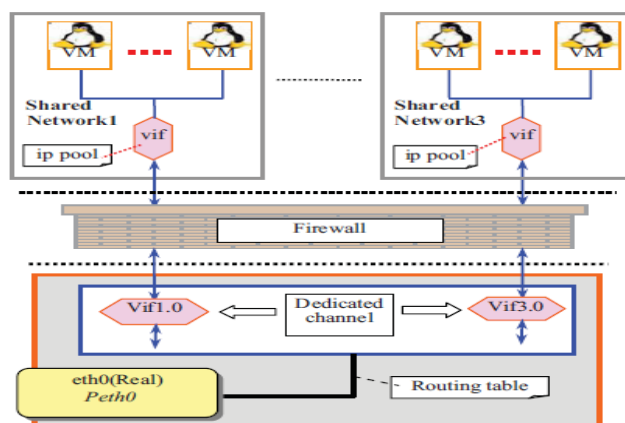 VM
VM
VM
VM
Shared
Network1
vif
ip pool
Shared
Network3
vif
ip pool
Firewall
Vif1.0
Dedicated
channel
Vif3.0
eth0(Real)
Peth0
Routing table